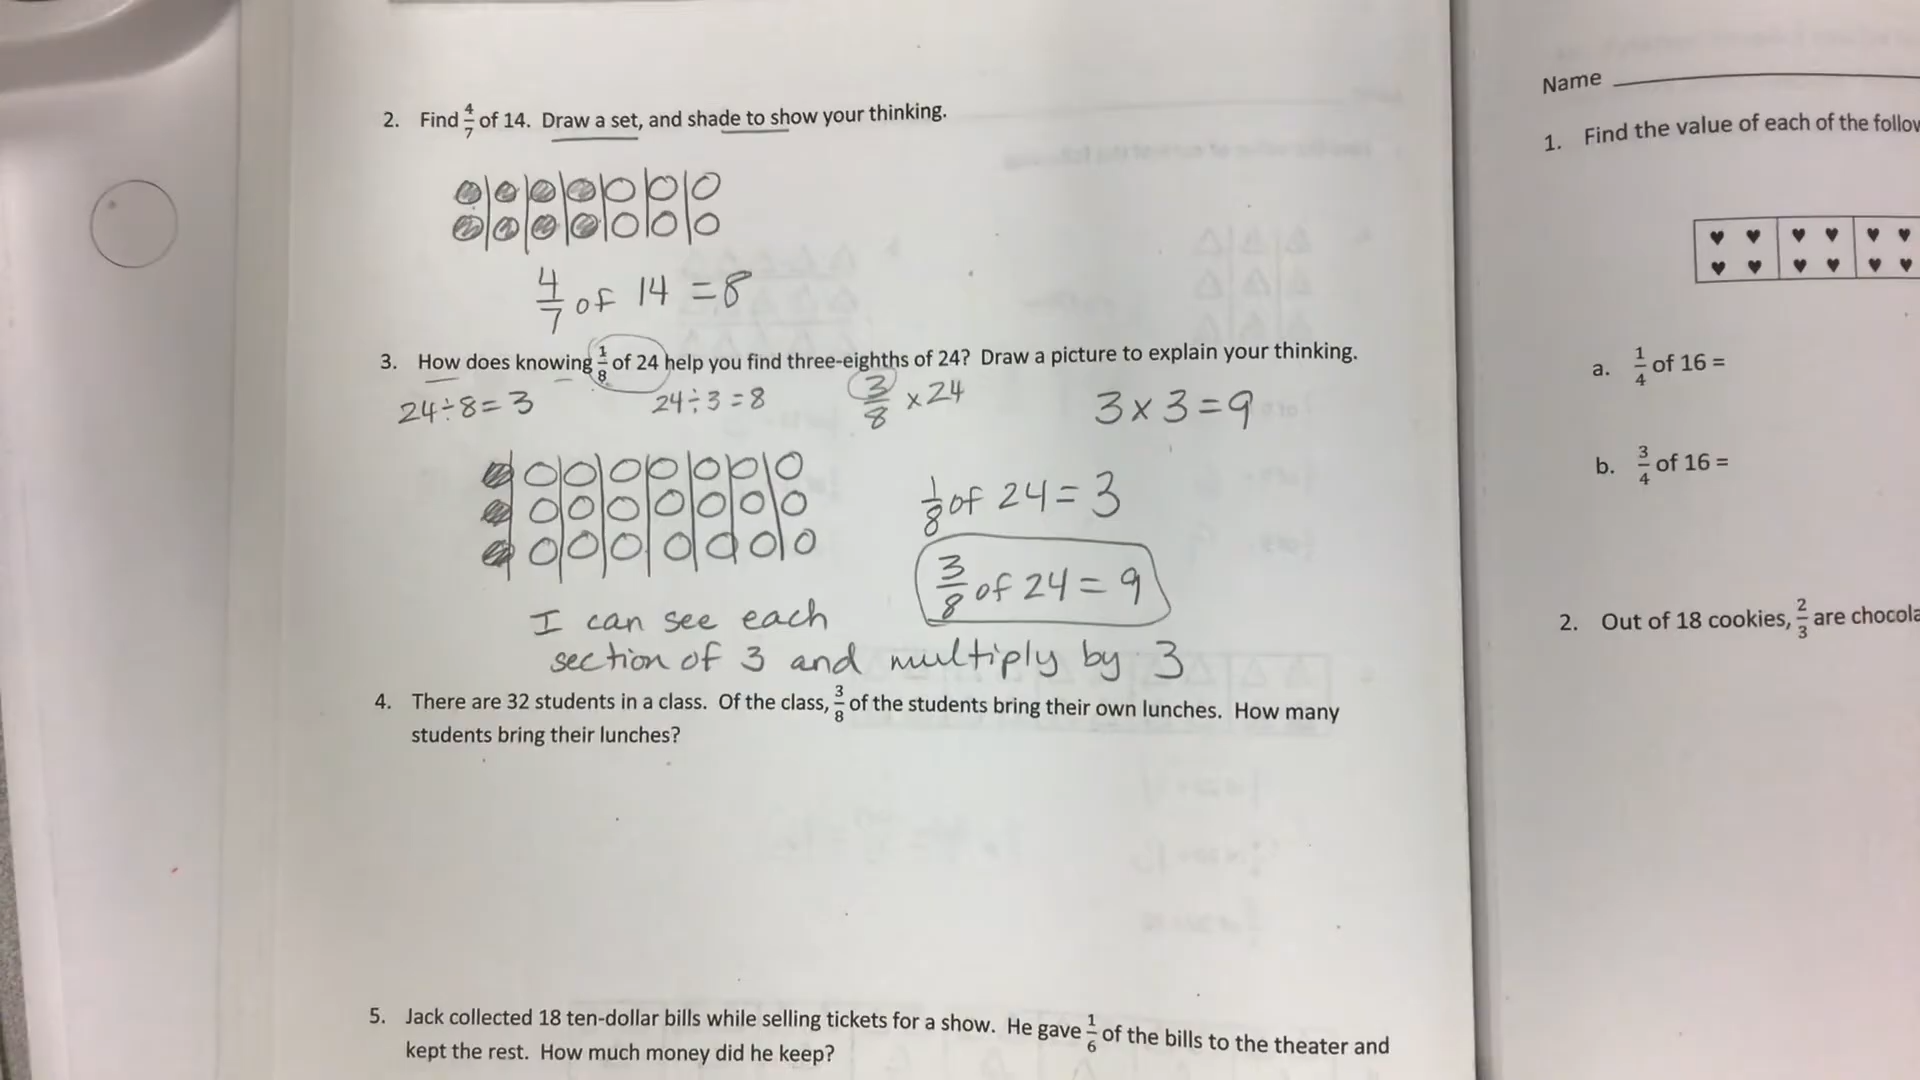 2. Find 4/7 of 14. Draw a set, and shade to show your thinking.
4/7 of 14 = 8
3. How does knowing 1/8 of 24 help you find three-eighths of 24? Draw a picture to explain your thinking.
24÷8=3 24÷3=8 3/8 x24 3x3=9
1/8 of 24 = 3
3/8 of 24 = 9
I can see each
section of 3 and multiply by 3
4. There are 32 students in a class. Of the class, 3/8 of the students bring their own lunches. How many
students bring their lunches?
5. Jack collected 18 ten-dollar bills while selling tickets for a show. He gave 1/6 of the bills to the theater and
kept the rest. How much money did he keep?
Name
1. Find the value of each of the
a. 1/4 of 16 =
b. 3/4 of 16 =
2. Out of 18 cookies, 2/3 are